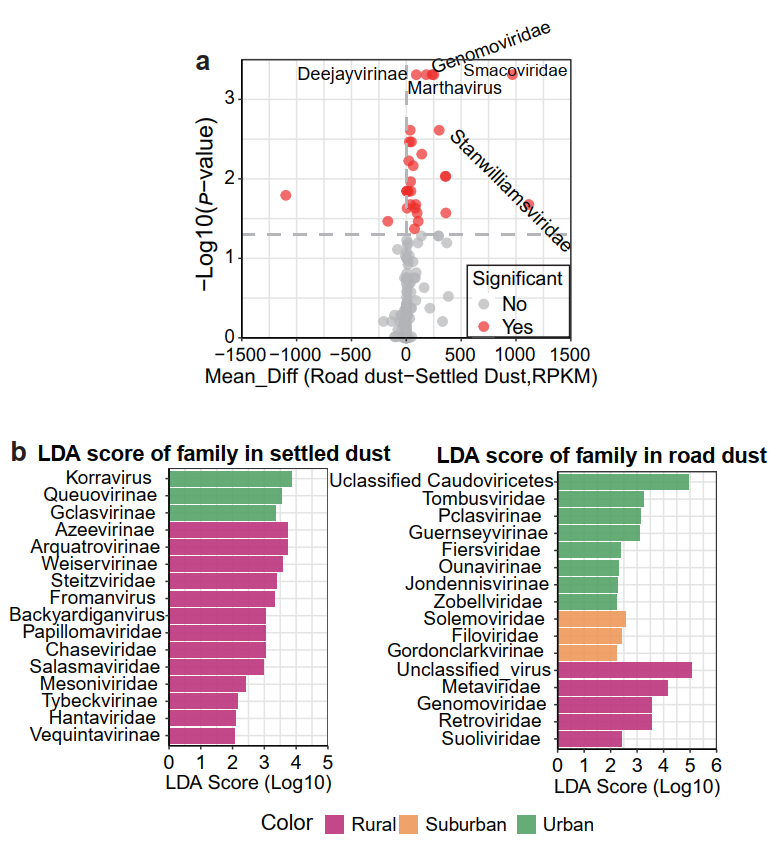 a
Genomoviridae
Deejayvirinae
Smacoviridae
Marthavirus
Stanwilliamsviridae
−Log10(P−value)
3
2
1
0
Significant
No
Yes
−1500 −1000 −500 0 500 1000 1500
Mean_Diff (Road dust−Settled Dust,RPKM)
b
LDA score of family in settled dust
Korravirus
Queuovirinae
Gclasvirinae
Azeevirinae
Arquatrovirinae
Weiservirinae
Steitzviridae
Fromanvirus
Backyardiganvirus
Papillomaviridae
Chaseviridae
Salasmaviridae
Mesoniviridae
Tybeckvirinae
Hantaviridae
Vequintavirinae
0 1 2 3 4 5
LDA Score (Log10)
LDA score of family in road dust
Uclassified Caudoviricetes
Tombusviridae
Pclasvirinae
Guernseyvirinae
Fiersviridae
Ounavirinae
Jondennisvirinae
Zobellviridae
Solemoviridae
Filoviridae
Gordonclarkvirinae
Unclassified_virus
Metaviridae
Genomoviridae
Retroviridae
Suoliviridae
0 1 2 3 4 5 6
LDA Score (Log10)
Color Rural Suburban Urban